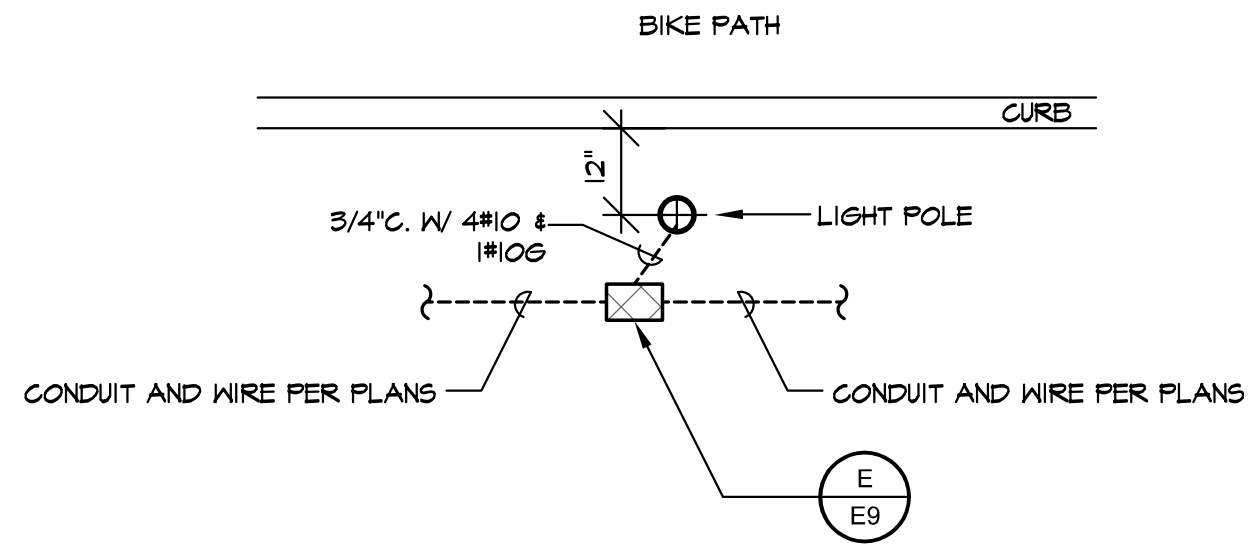 BIKE PATH
CURB
12"
3/4"C. W/ 4#10 &
1#10G
LIGHT POLE
CONDUIT AND WIRE PER PLANS
CONDUIT AND WIRE PER PLANS
E
E9